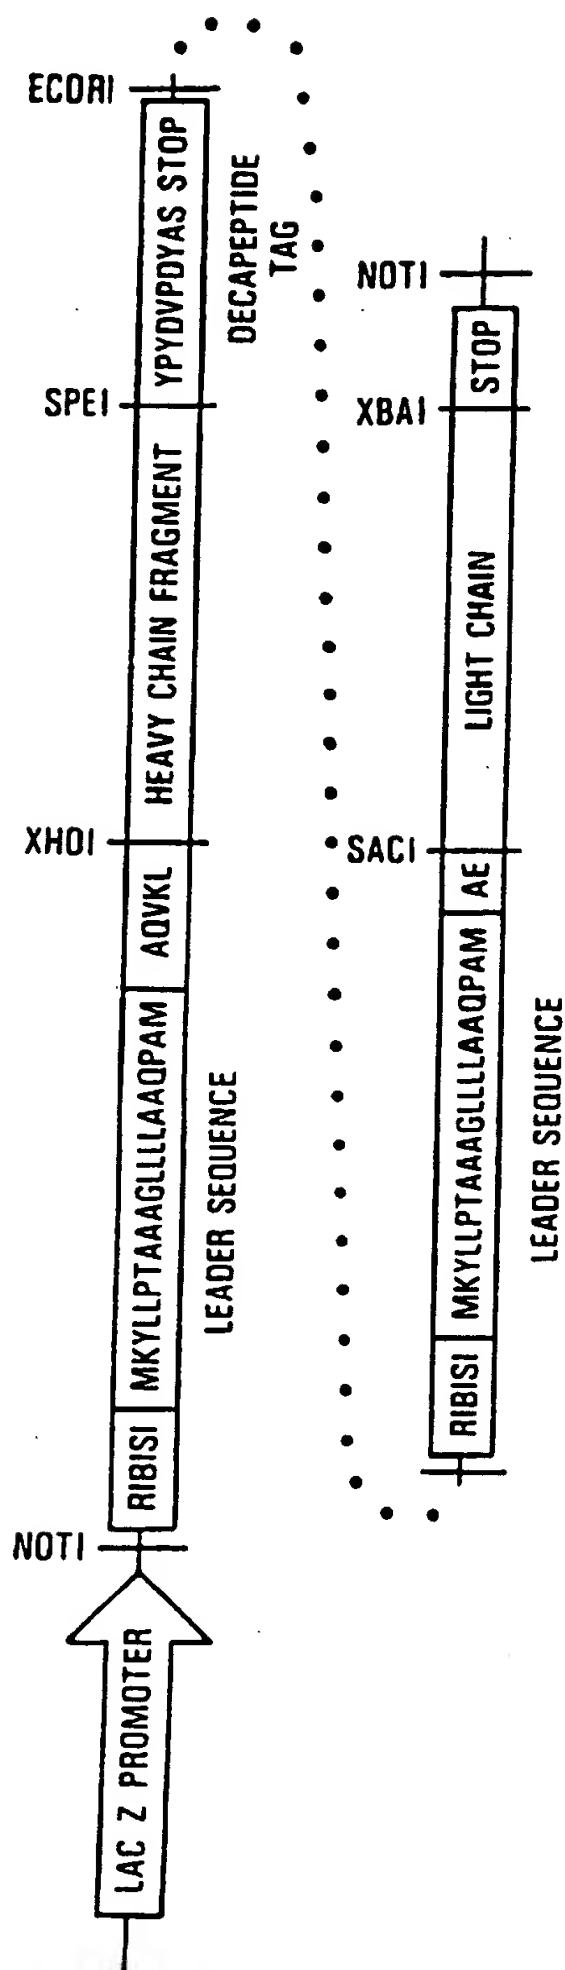 ECORI
YPYDVPDYAS STOP
DECAPEPTIDE
TAG
SPEI
HEAVY CHAIN FRAGMENT
XHOI
AQVKL
MKYLLPTAAAGLLLLAAQPAM
LEADER SEQUENCE
RIBISI
NOTI
LAC Z PROMOTER
NOTI
STOP
XBAI
LIGHT CHAIN
SACI
AE
MKYLLPTAAAGLLLLAAQPAM
LEADER SEQUENCE
RIBISI